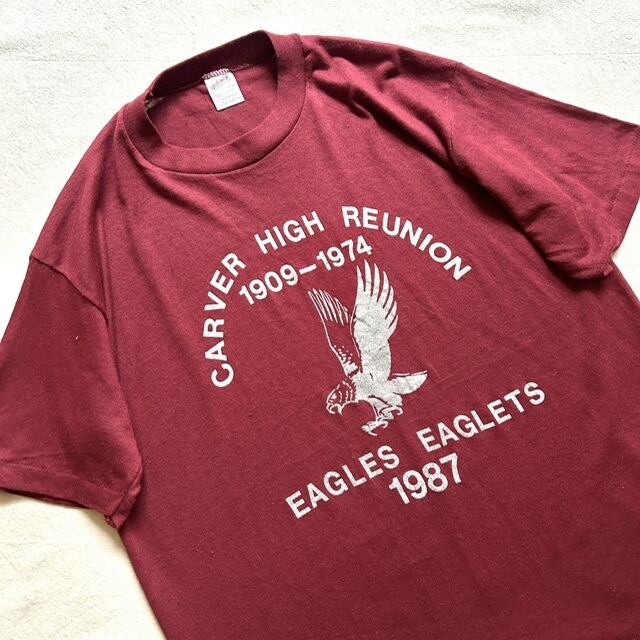 CARVER HIGH REUNION
1909-1974
EAGLES EAGLETS
1987